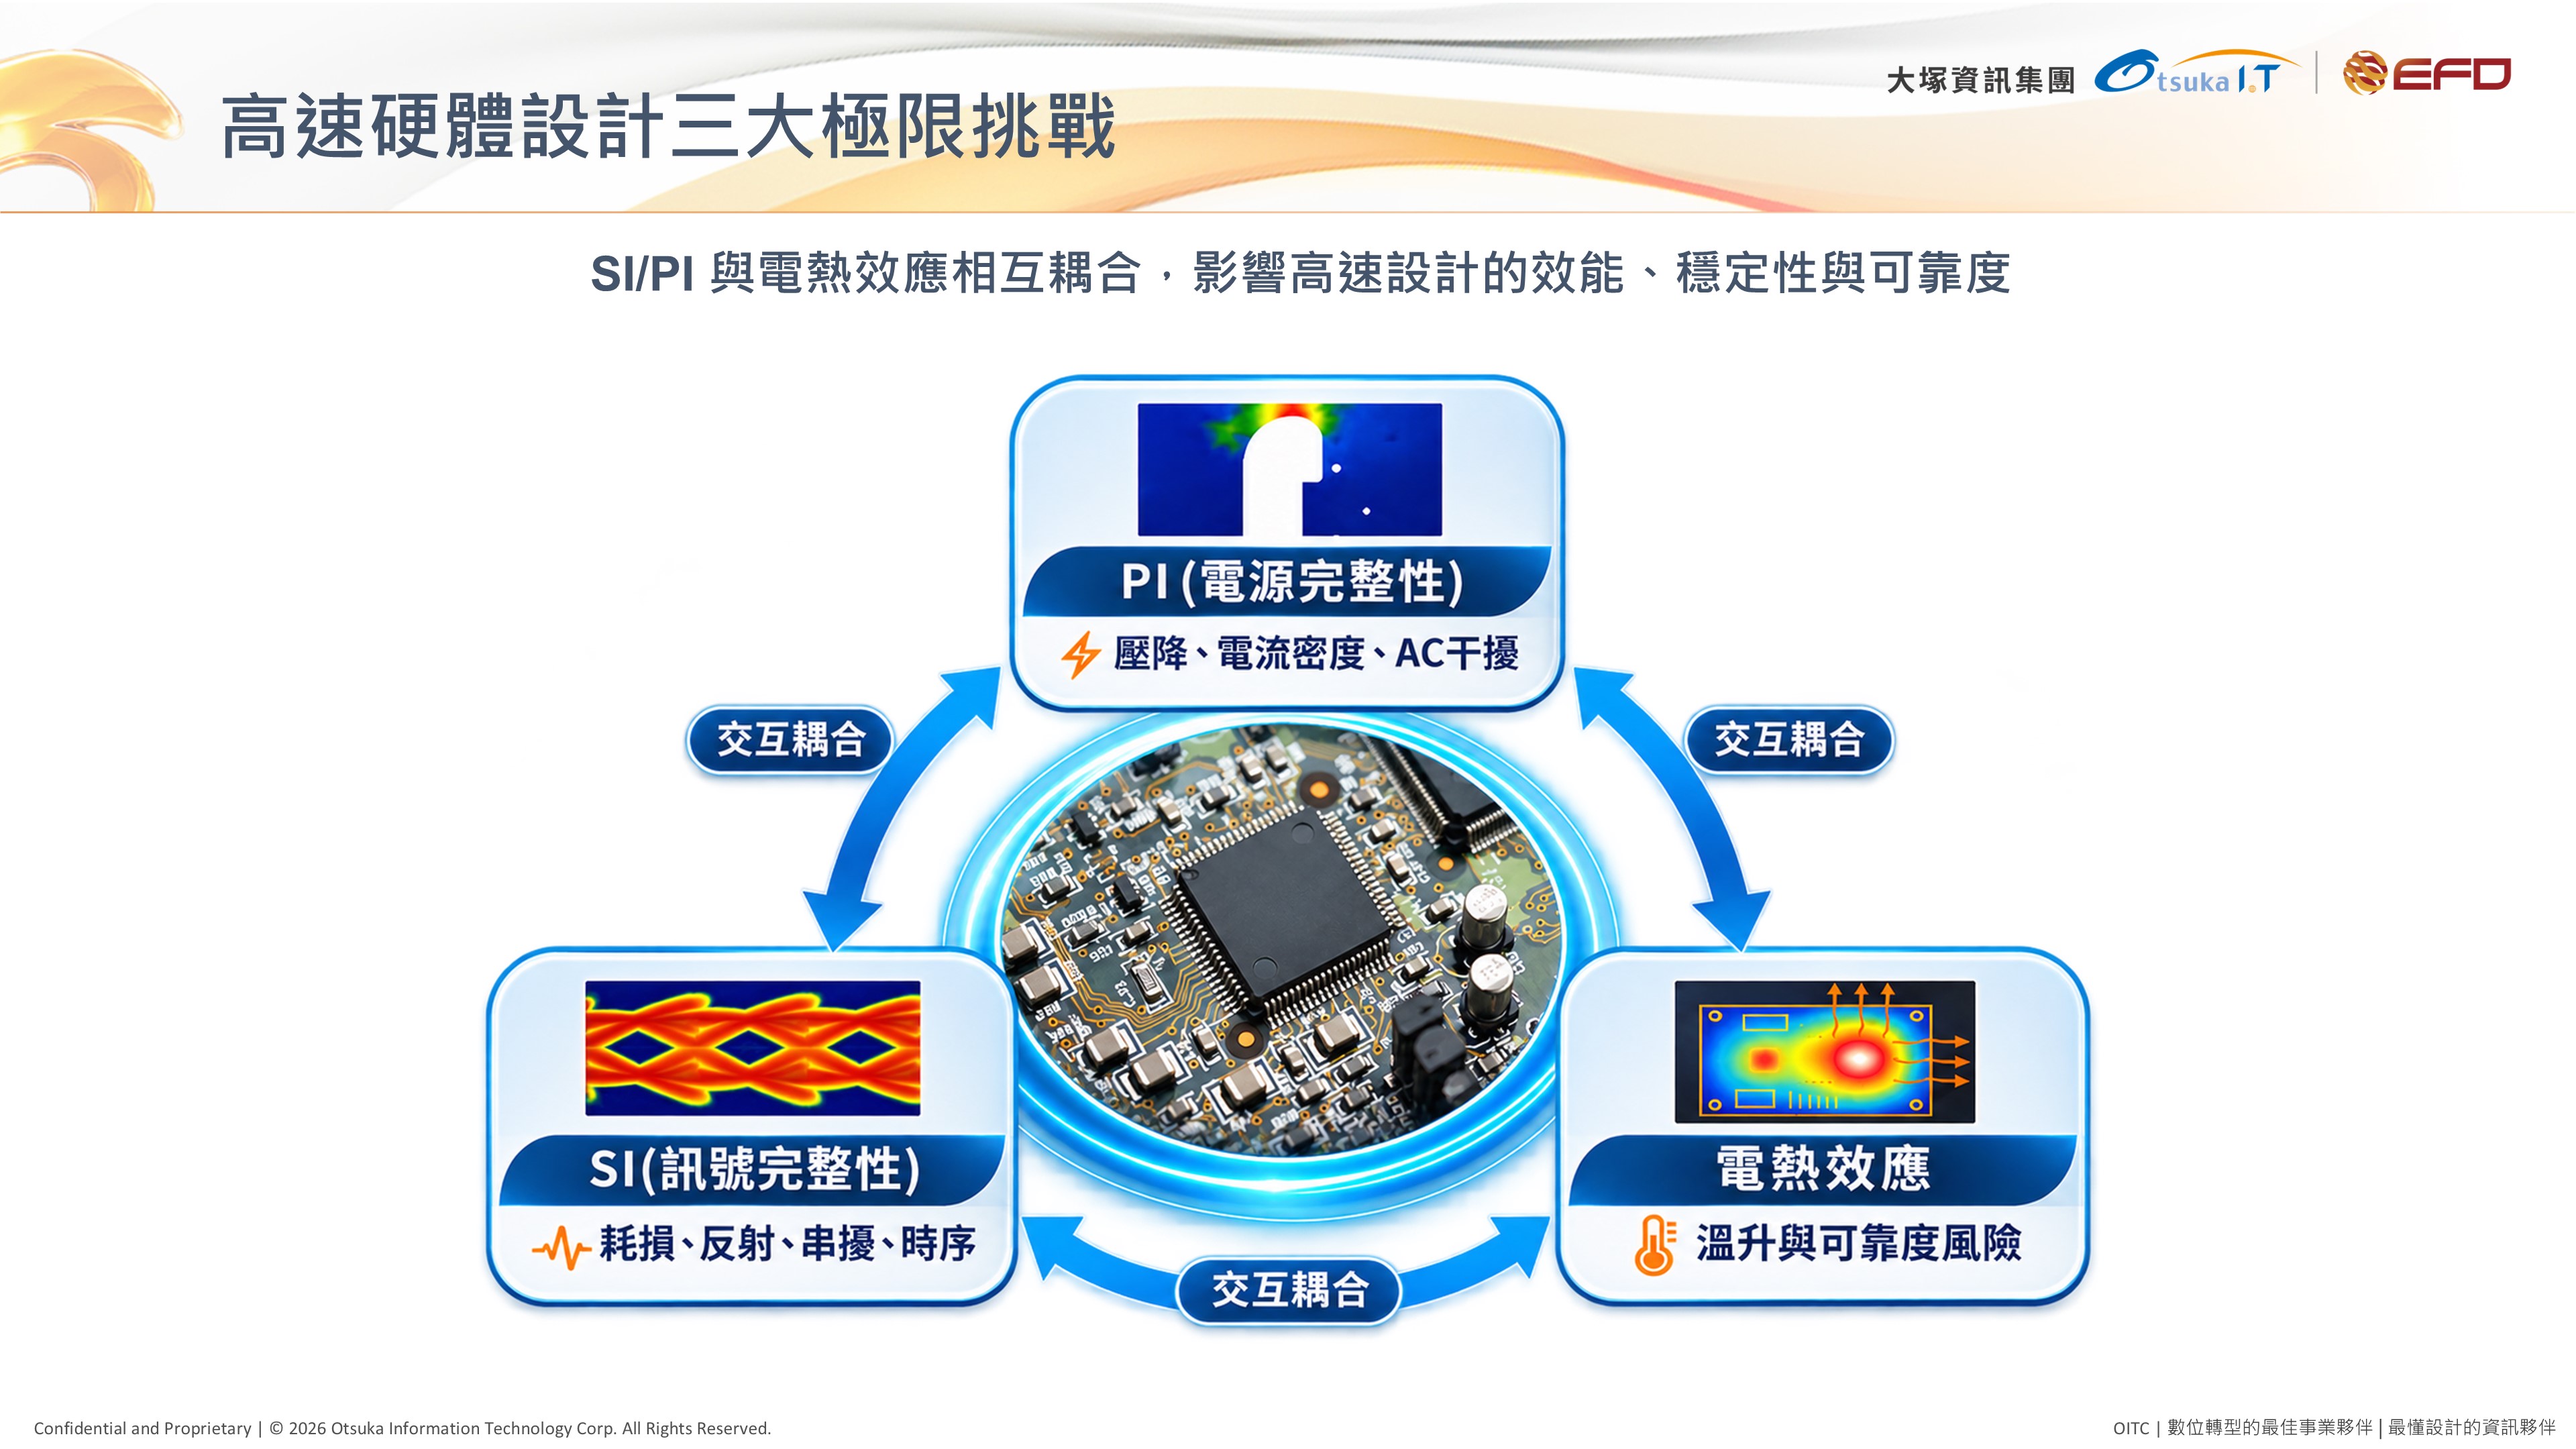 大塚資訊集團 Otsuka I.T EFD
高速硬體設計三大極限挑戰
SI/PI 與電熱效應相互耦合，影響高速設計的效能、穩定性與可靠度
PI (電源完整性)
壓降、電流密度、AC干擾
交互耦合
交互耦合
SI(訊號完整性)
耗損、反射、串擾、時序
電熱效應
溫升與可靠度風險
交互耦合
Confidential and Proprietary | © 2026 Otsuka Information Technology Corp. All Rights Reserved.
OITC | 數位轉型的最佳事業夥伴 | 最懂設計的資訊夥伴